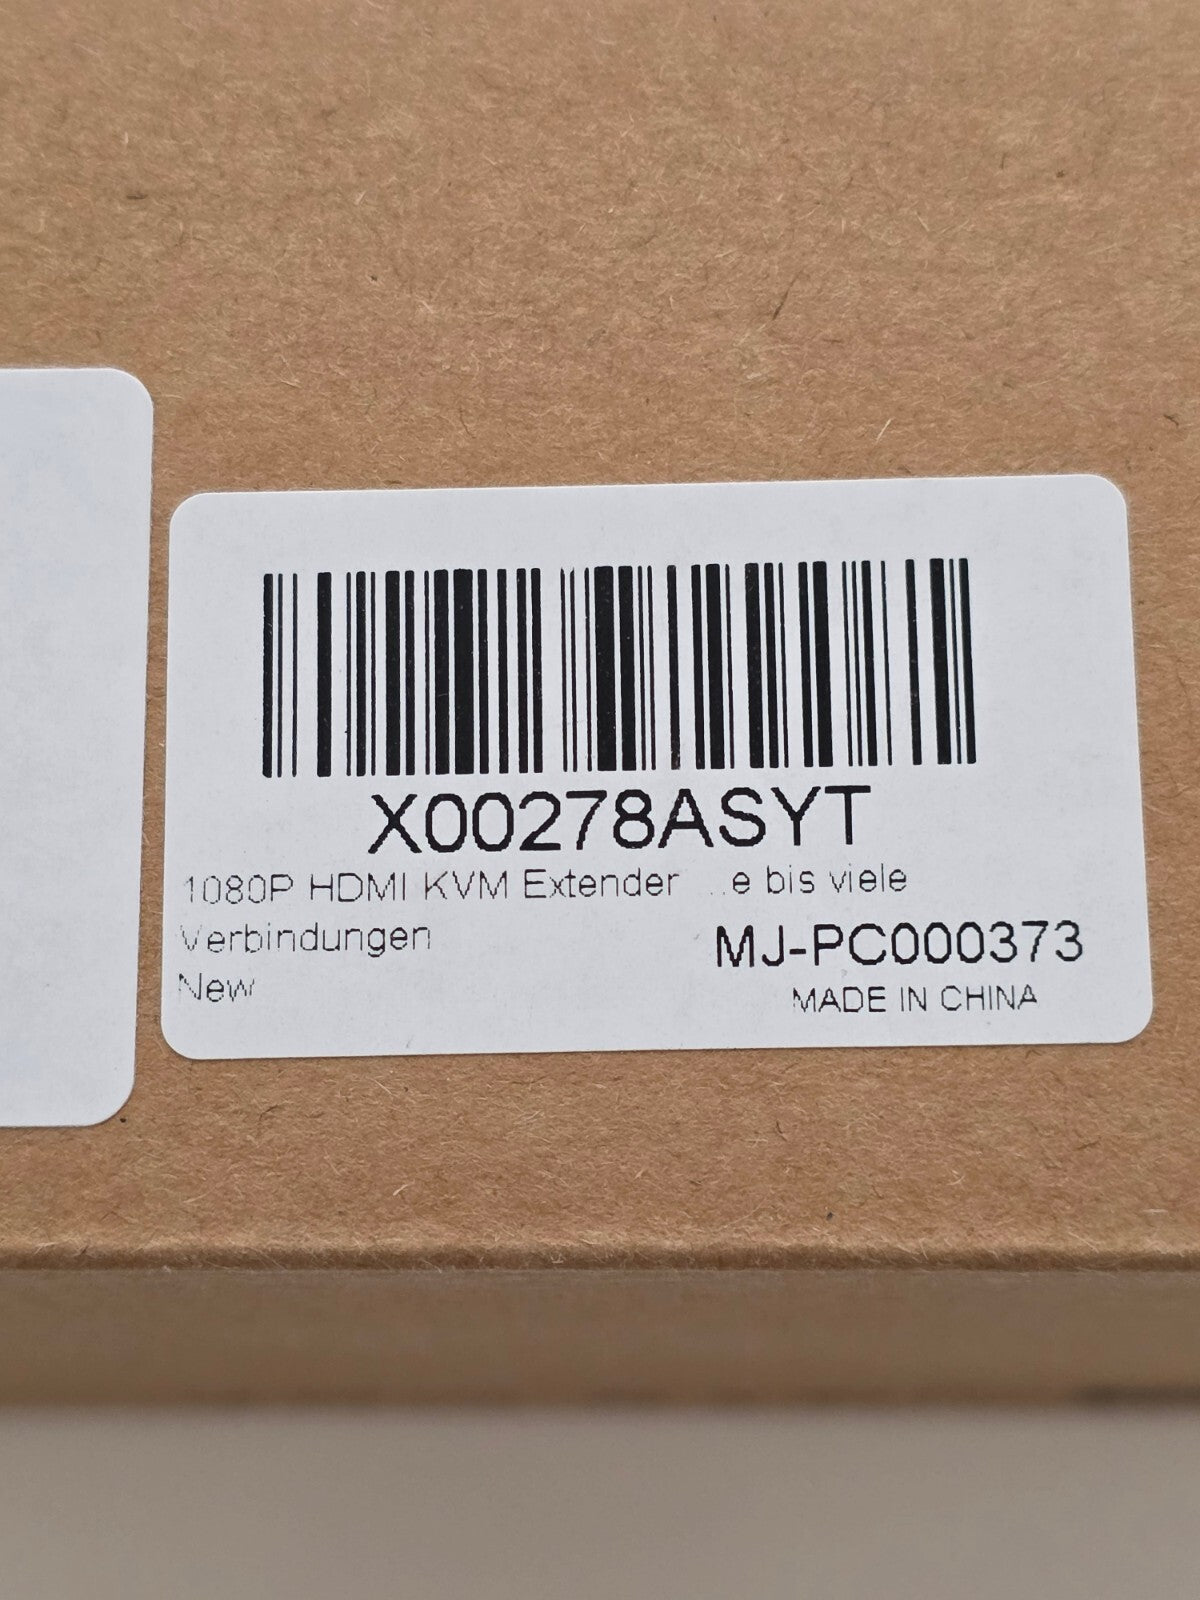 X00278ASYT
1080P HDMI KVM Extender ...e bis viele
Verbindungen
MJ-PC000373
New
MADE IN CHINA